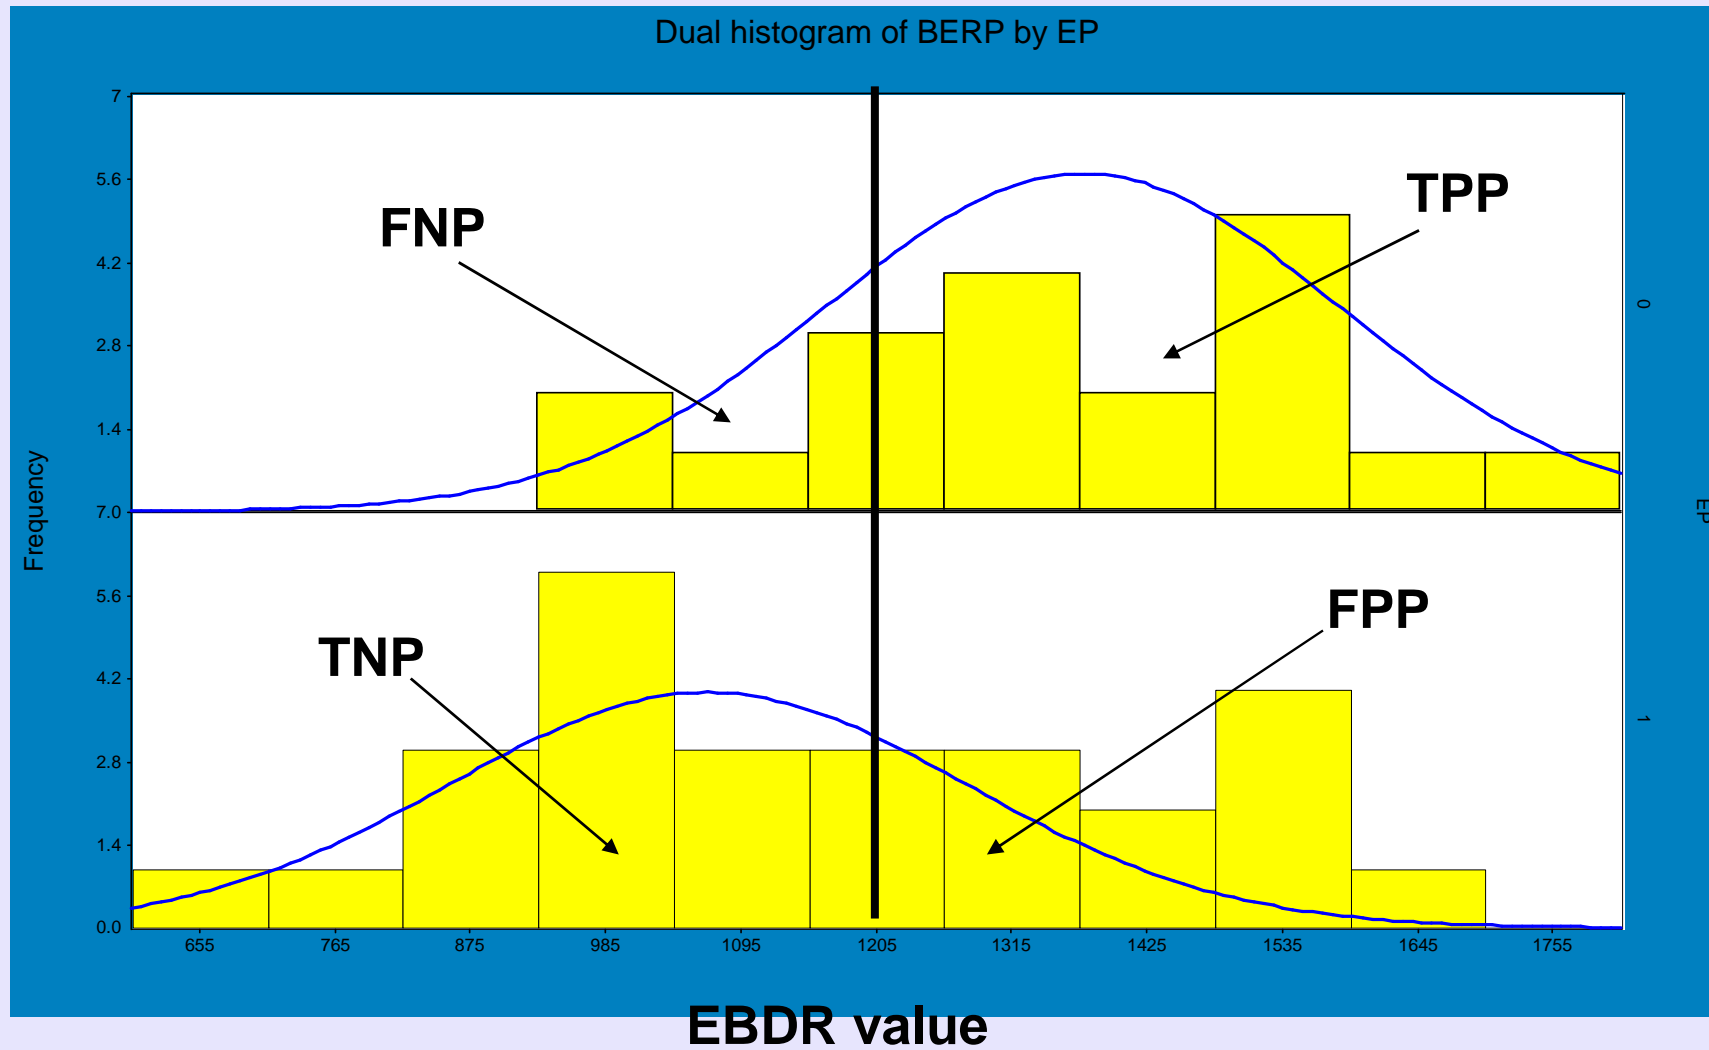 Dual histogram of BERP by EP
7
5.6
4.2
2.8
1.4
7.0
5.6
4.2
2.8
1.4
0.0
Frequency
FNP
TPP
TNP
FPP
0
1
EP
655 765 875 985 1095 1205 1315 1425 1535 1645 1755
EBDR value